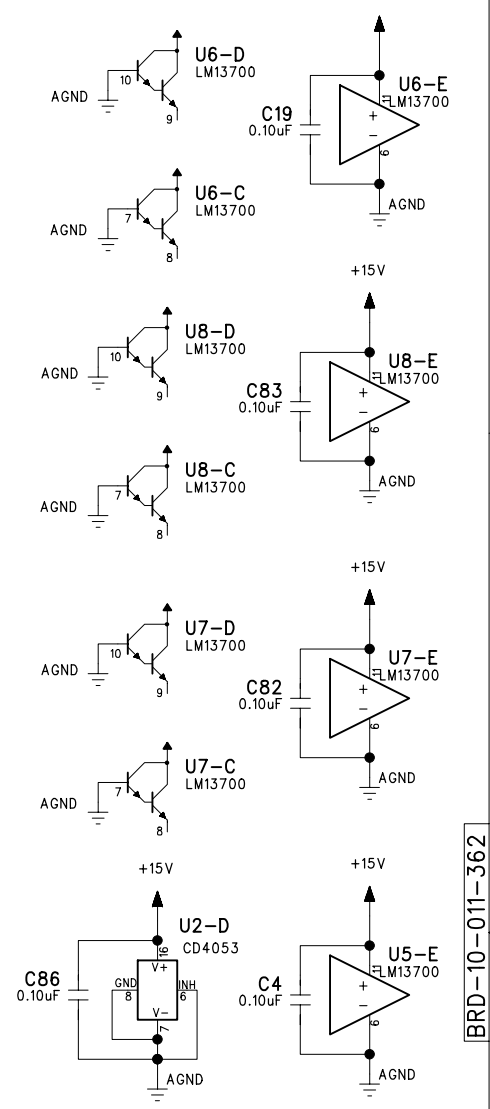 U6-D
LM13700
10
AGND
9
U6-E
LM13700
11
C19
0.10uF
+
−
6
AGND
U6-C
LM13700
7
AGND
8
+15V
U8-D
LM13700
10
AGND
9
U8-E
LM13700
11
C83
0.10uF
+
−
6
AGND
U8-C
LM13700
7
AGND
8
+15V
U7-D
LM13700
10
AGND
9
U7-E
LM13700
11
C82
0.10uF
+
−
6
AGND
U7-C
LM13700
7
AGND
8
+15V
U2-D
CD4053
16
V+
C86
0.10uF
GND
8
INH
6
V−
7
AGND
+15V
U5-E
LM13700
11
C4
0.10uF
+
−
6
AGND
BRD-10-011-362